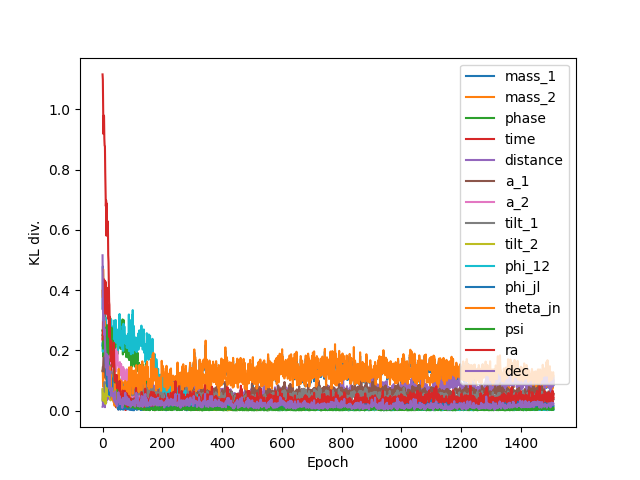 KL div.
1.0
0.8
0.6
0.4
0.2
0.0
0 200 400 600 800 1000 1200 1400
Epoch
mass_1
mass_2
phase
time
distance
a_1
a_2
tilt_1
tilt_2
phi_12
phi_jl
theta_jn
psi
ra
dec